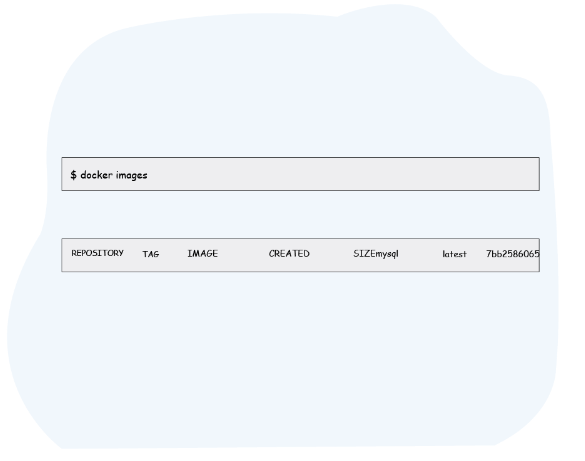 $ docker images
REPOSITORY TAG IMAGE CREATED SIZEmysql latest 7bb2586065